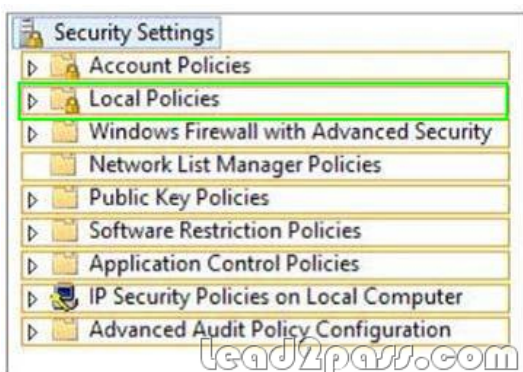 Security Settings
Account Policies
Local Policies
Windows Firewall with Advanced Security
Network List Manager Policies
Public Key Policies
Software Restriction Policies
Application Control Policies
IP Security Policies on Local Computer
Advanced Audit Policy Configuration
Lead2pass.com